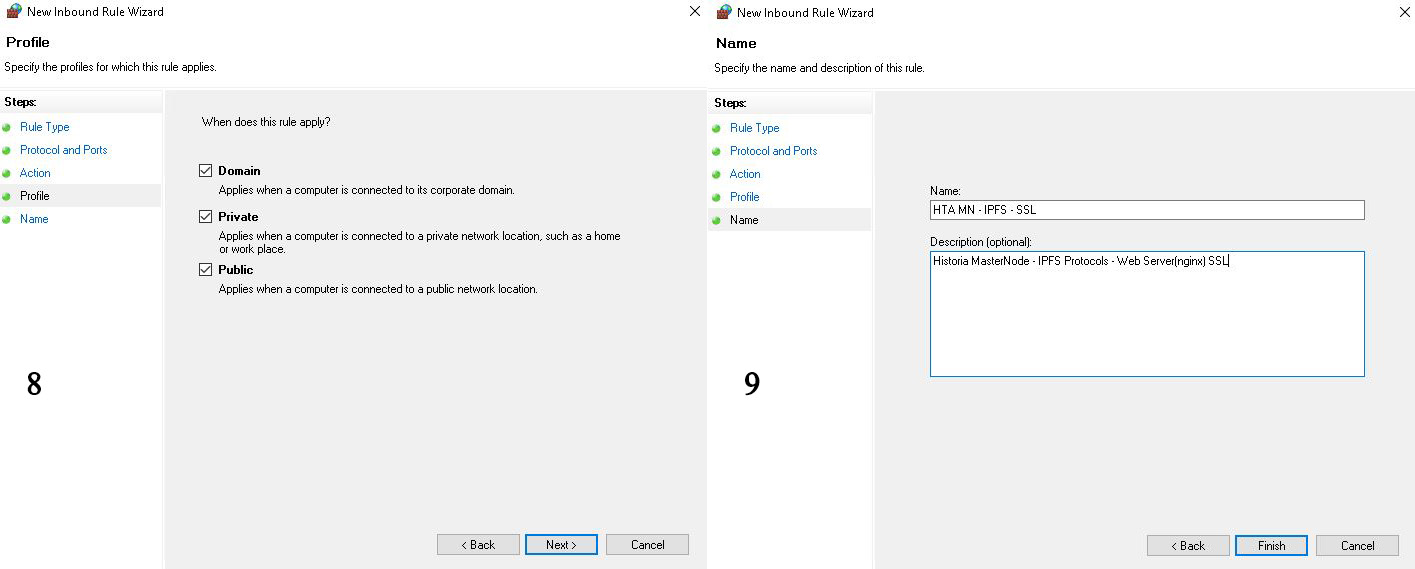 New Inbound Rule Wizard
Profile
Specify the profiles for which this rule applies.
Steps:
Rule Type
Protocol and Ports
Action
Profile
Name
When does this rule apply?
Domain
Applies when a computer is connected to its corporate domain.
Private
Applies when a computer is connected to a private network location, such as a home
or work place.
Public
Applies when a computer is connected to a public network location.
8
< Back
Next >
Cancel
New Inbound Rule Wizard
Name
Specify the name and description of this rule.
Steps:
Rule Type
Protocol and Ports
Action
Profile
Name
Name:
HTA MN - IPFS - SSL
Description (optional):
Historia MasterNode - IPFS Protocols - Web Server(nginx) SSL
9
< Back
Finish
Cancel